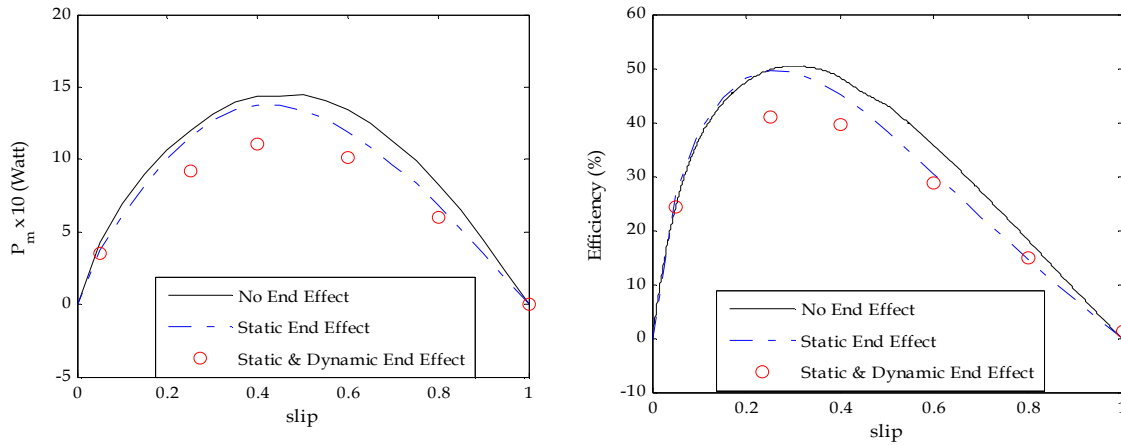 20
15
10
5
0
-5
P_m x10 (Watt)
No End Effect
Static End Effect
Static & Dynamic End Effect
0
0.2
0.4
0.6
0.8
1
slip
60
50
40
30
20
10
0
-10
Efficiency (%)
No End Effect
Static End Effect
Static & Dynamic End Effect
0
0.2
0.4
0.6
0.8
1
slip